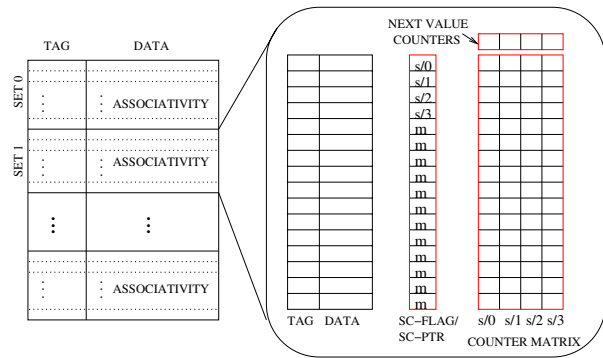 TAG DATA
SET 0
ASSOCIATIVITY
SET 1
ASSOCIATIVITY
ASSOCIATIVITY
NEXT VALUE
COUNTERS
s/0
s/1
s/2
s/3
m
m
m
m
m
m
m
m
m
m
m
m
TAG DATA
SC-FLAG/
SC-PTR
s/0 s/1 s/2 s/3
COUNTER MATRIX